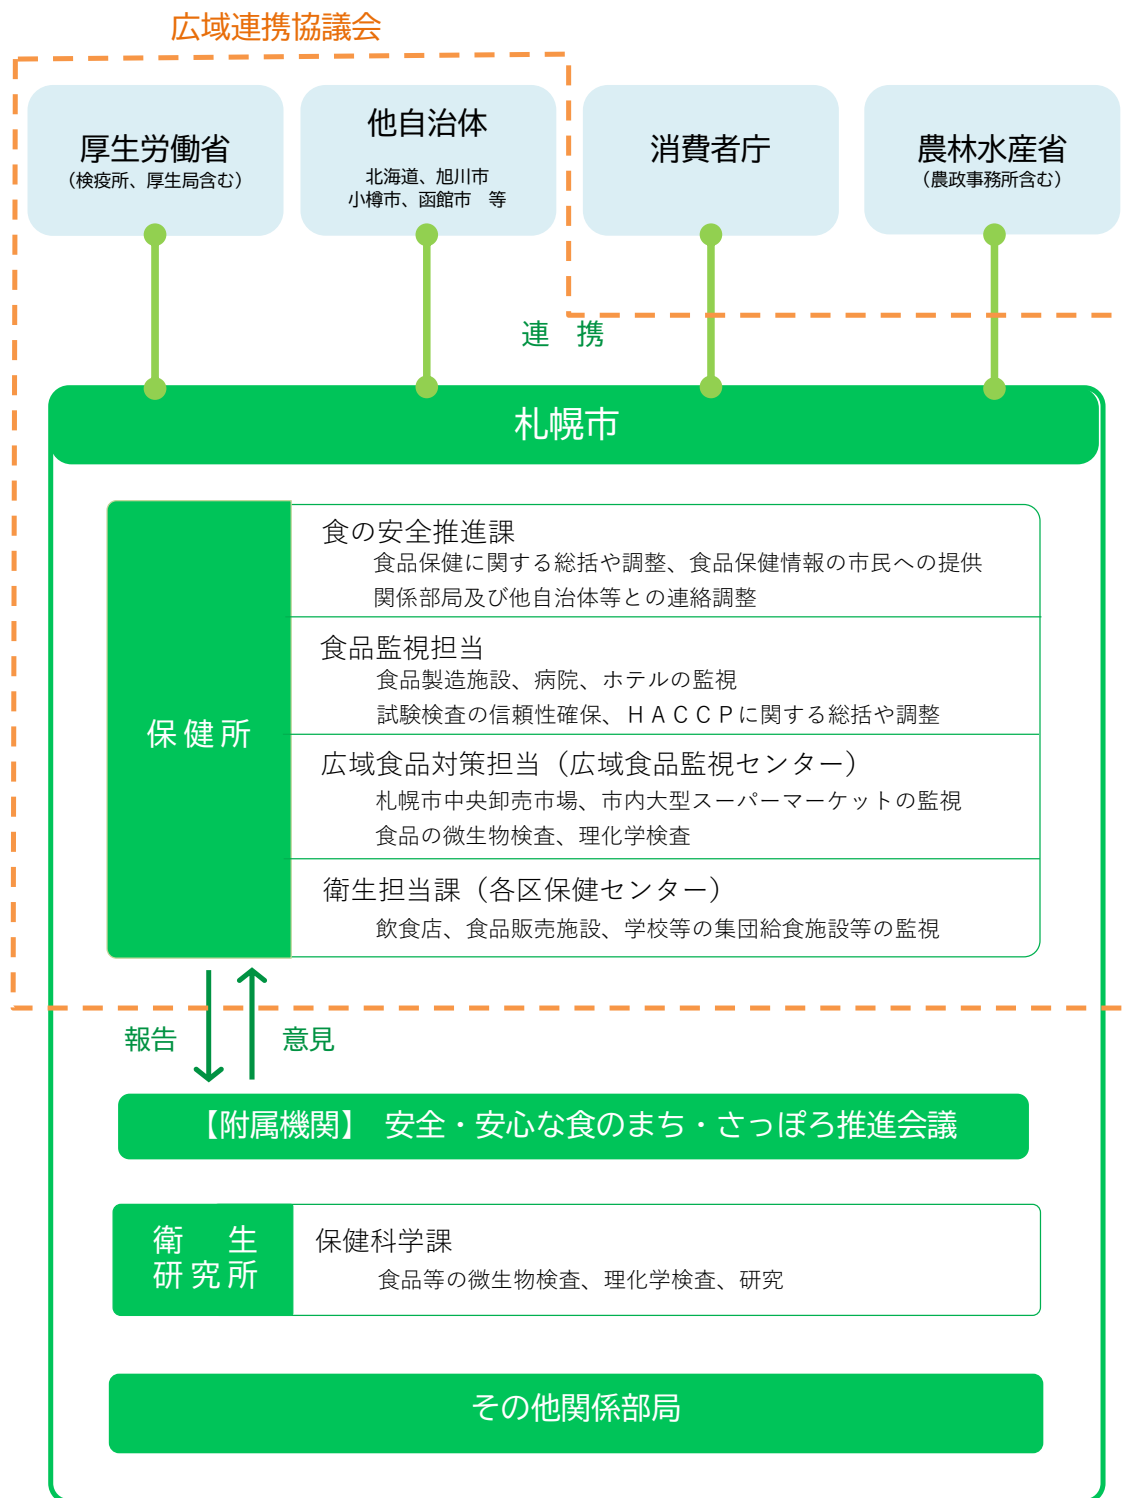 広域連携協議会
厚生労働省
（検疫所、厚生局含む）
他自治体
北海道、旭川市
小樽市、函館市　等
消費者庁
農林水産省
（農政事務所含む）
連　携
札幌市
保健所
食の安全推進課
食品保健に関する総括や調整、食品保健情報の市民への提供
関係部局及び他自治体等との連絡調整
食品監視担当
食品製造施設、病院、ホテルの監視
試験検査の信頼性確保、ＨＡＣＣＰに関する総括や調整
広域食品対策担当（広域食品監視センター）
札幌市中央卸売市場、市内大型スーパーマーケットの監視
食品の微生物検査、理化学検査
衛生担当課（各区保健センター）
飲食店、食品販売施設、学校等の集団給食施設等の監視
報告
意見
【附属機関】　安全・安心な食のまち・さっぽろ推進会議
衛　生
研究所
保健科学課
食品等の微生物検査、理化学検査、研究
その他関係部局